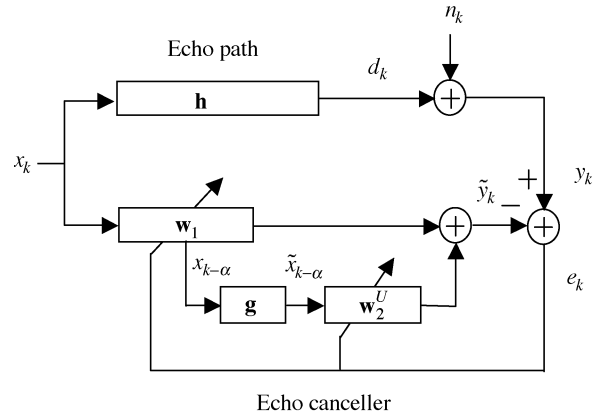 n_k
Echo path
d_k
h
+
x_k
+
ỹ_k
−
y_k
w_1
+
+
x_{k−α}
x̃_{k−α}
e_k
g
w_2^U
Echo canceller